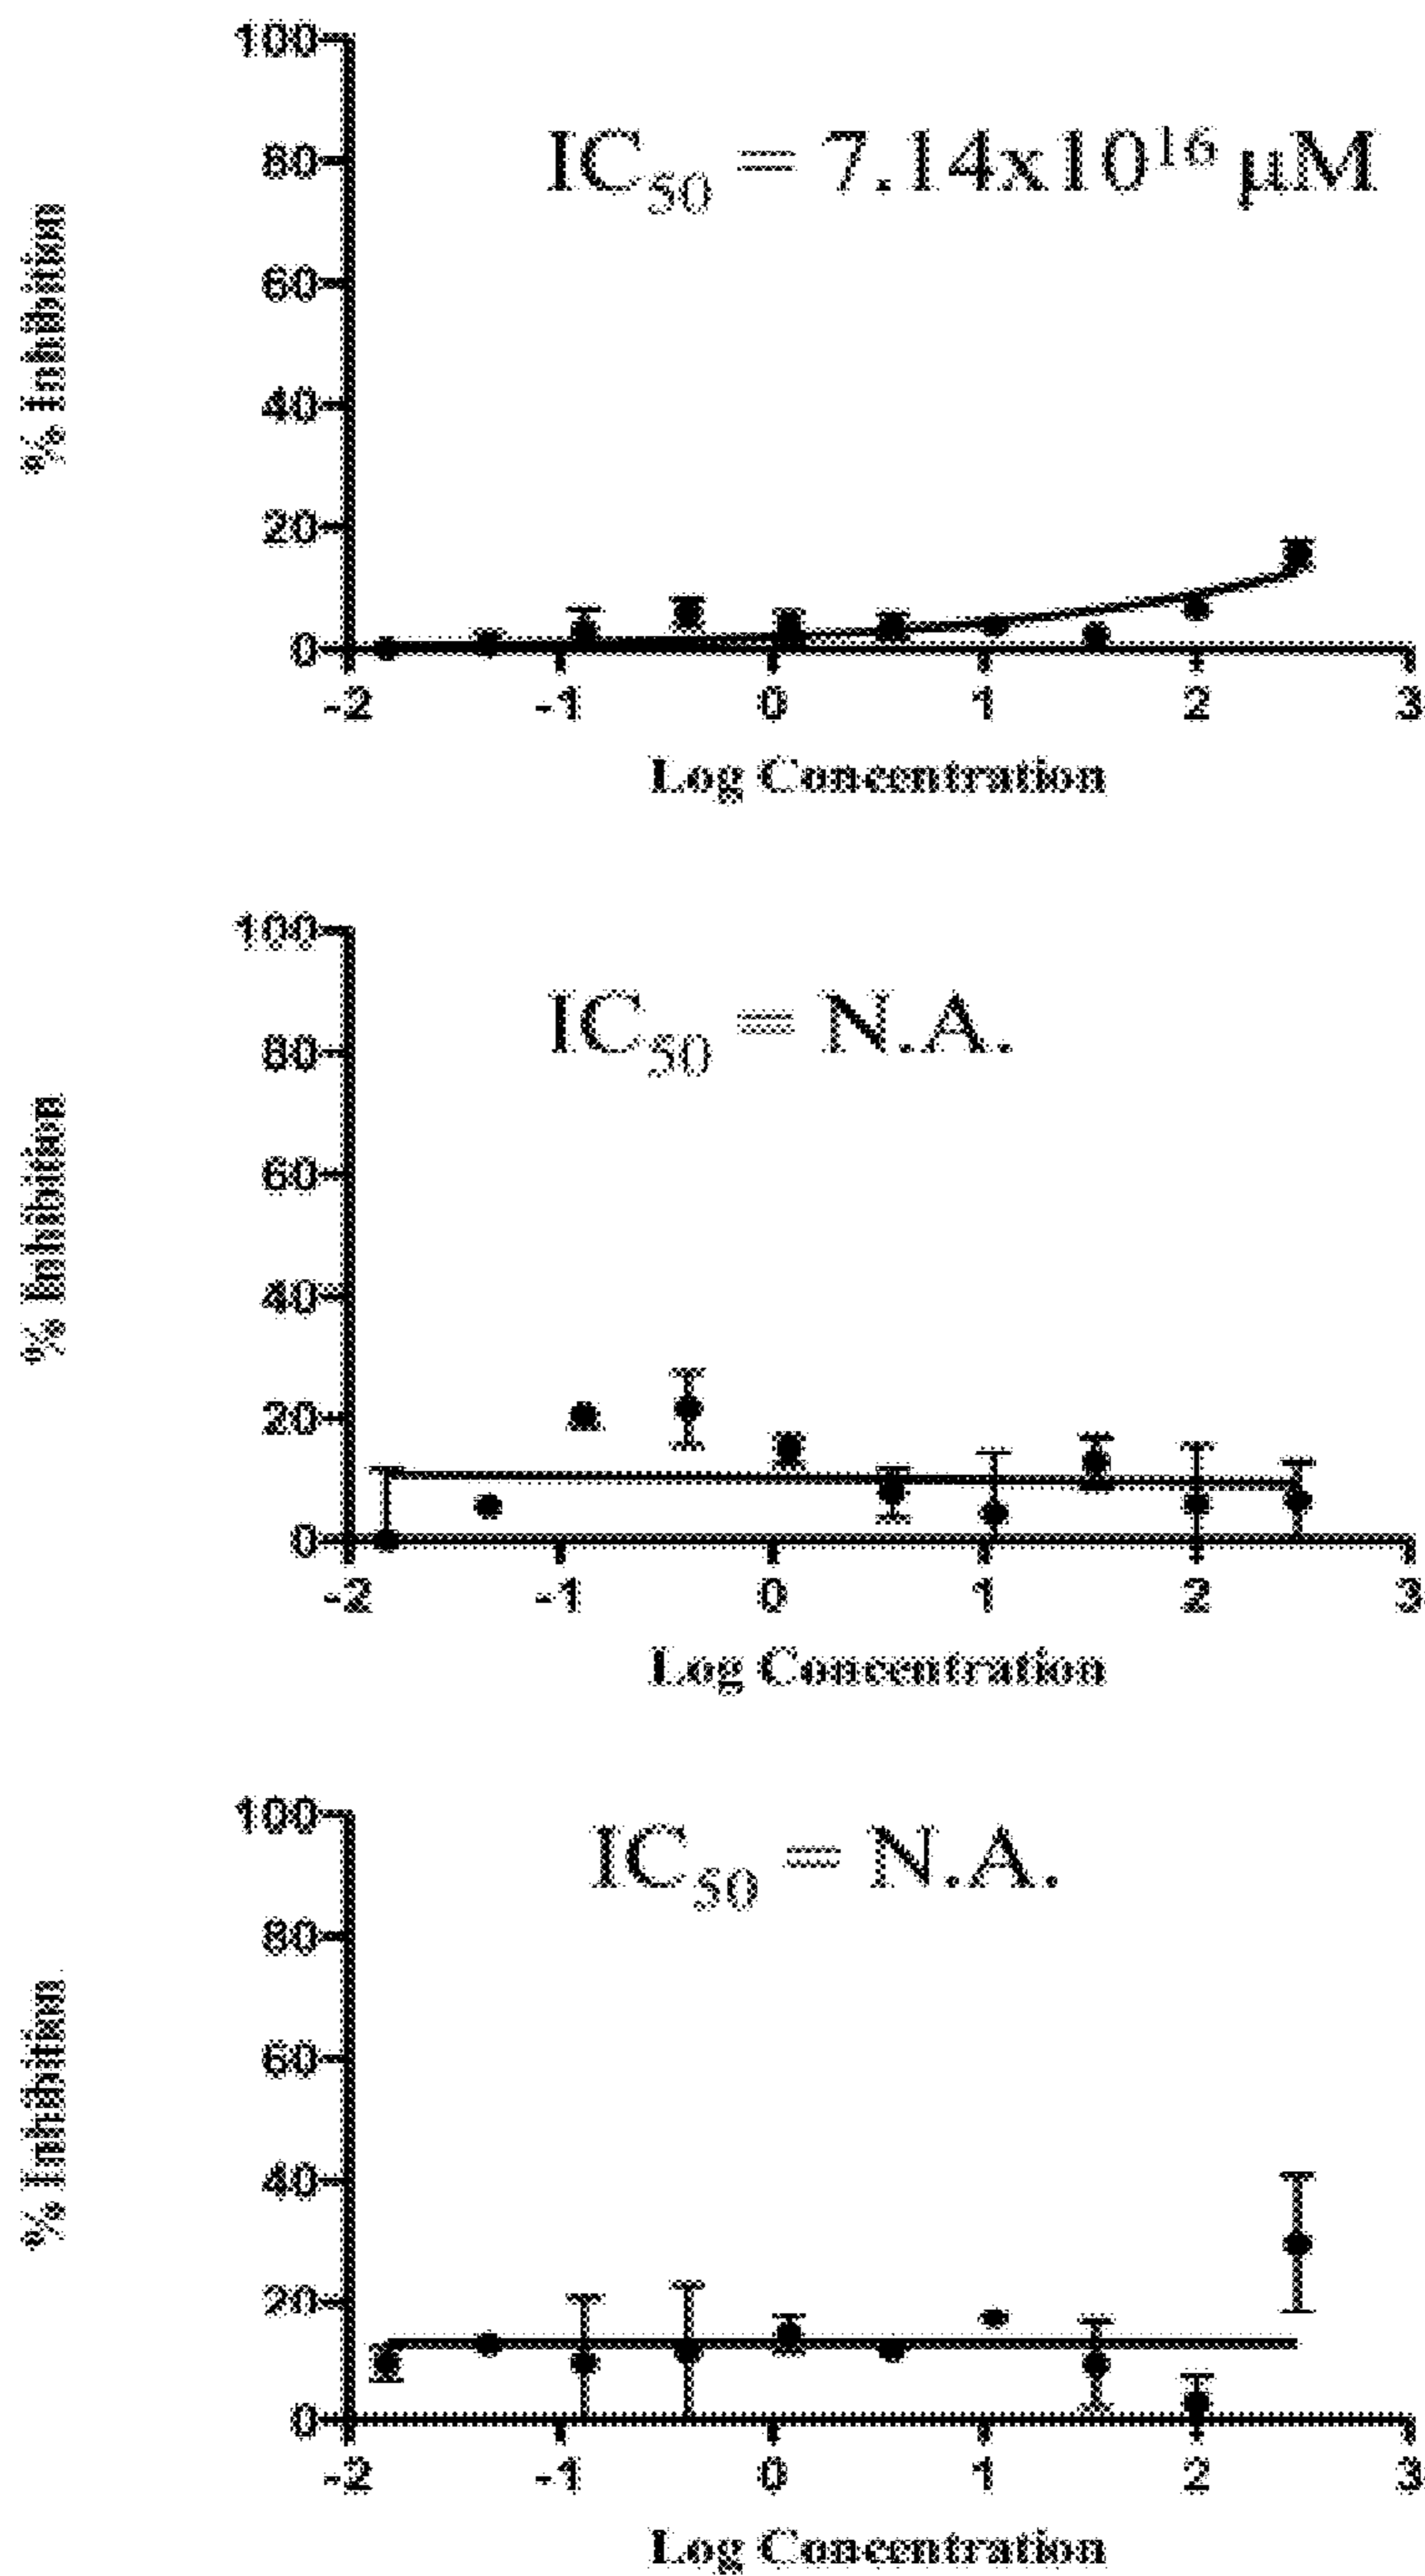 100
IC₅₀ = 7.14x10¹⁶ μM
80
60
40
20
0
% Inhibition
-2 -1 0 1 2 3
Log Concentration
100
IC₅₀ = N.A.
80
60
40
20
0
% Inhibition
-2 -1 0 1 2 3
Log Concentration
100
IC₅₀ = N.A.
80
60
40
20
0
% Inhibition
-2 -1 0 1 2 3
Log Concentration